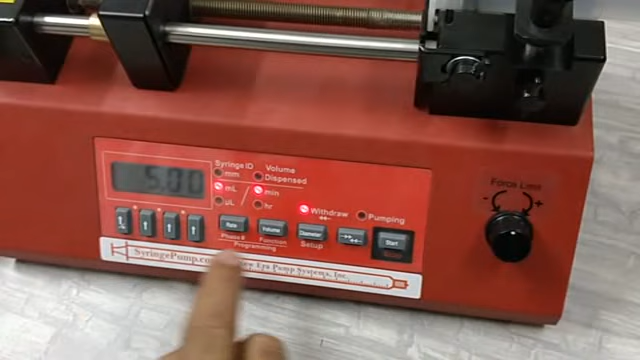 Syringe ID
Volume
mm
Dispensed
5.00
mL / min
µL
hr
Withdraw
Pumping
Force Limit
- +
Rate
Volume
Diameter
Start
Phase #
Function
Setup
Stop
Programming
SyringePump.com
Era Pump Systems, Inc.